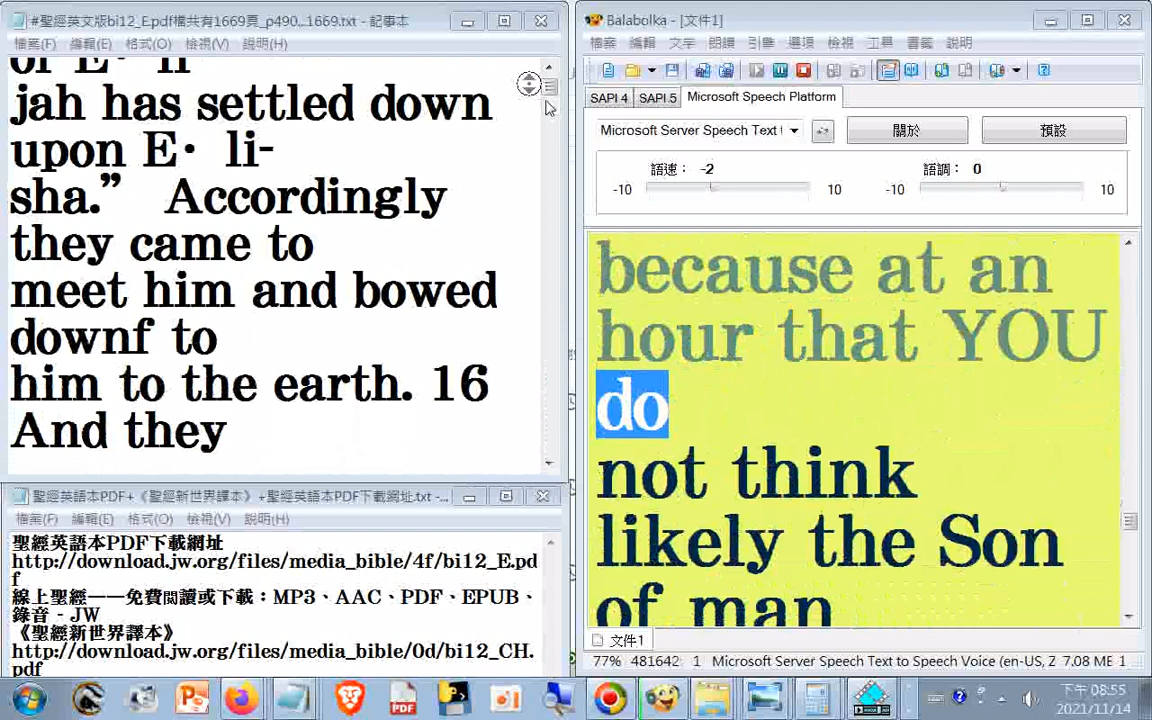 #聖經英文版bi12_E.pdf檔共有1669頁_p490,..1669.txt - 記事本
檔案(F) 編輯(E) 格式(O) 檢視(V) 說明(H)
jah has settled down
upon E· li-
sha.” Accordingly
they came to
meet him and bowed
downf to
him to the earth. 16
And they
聖經英語本PDF+《聖經新世界譯本》+聖經英語本PDF下載網址.txt - ...
檔案(F) 編輯(E) 格式(O) 檢視(V) 說明(H)
聖經英語本PDF下載網址
http://download.jw.org/files/media_bible/4f/bi12_E.pd
f
線上聖經——免費閱讀或下載：MP3、AAC、PDF、EPUB、
錄音 - JW
《聖經新世界譯本》
http://download.jw.org/files/media_bible/0d/bi12_CH.
pdf
Balabolka - [文件1]
檔案 編輯 文字 朗讀 引擎 選項 檢視 工具 書籤 說明
SAPI 4 SAPI 5 Microsoft Speech Platform
Microsoft Server Speech Text 關於 預設
語速： -2 語調： 0
-10 10 -10 10
because at an
hour that YOU
do
not think
likely the Son
of man
文件1
77% 481642: 1 Microsoft Server Speech Text to Speech Voice (en-US, Z 7.08 ME 1
下午 08:55
2021/11/14